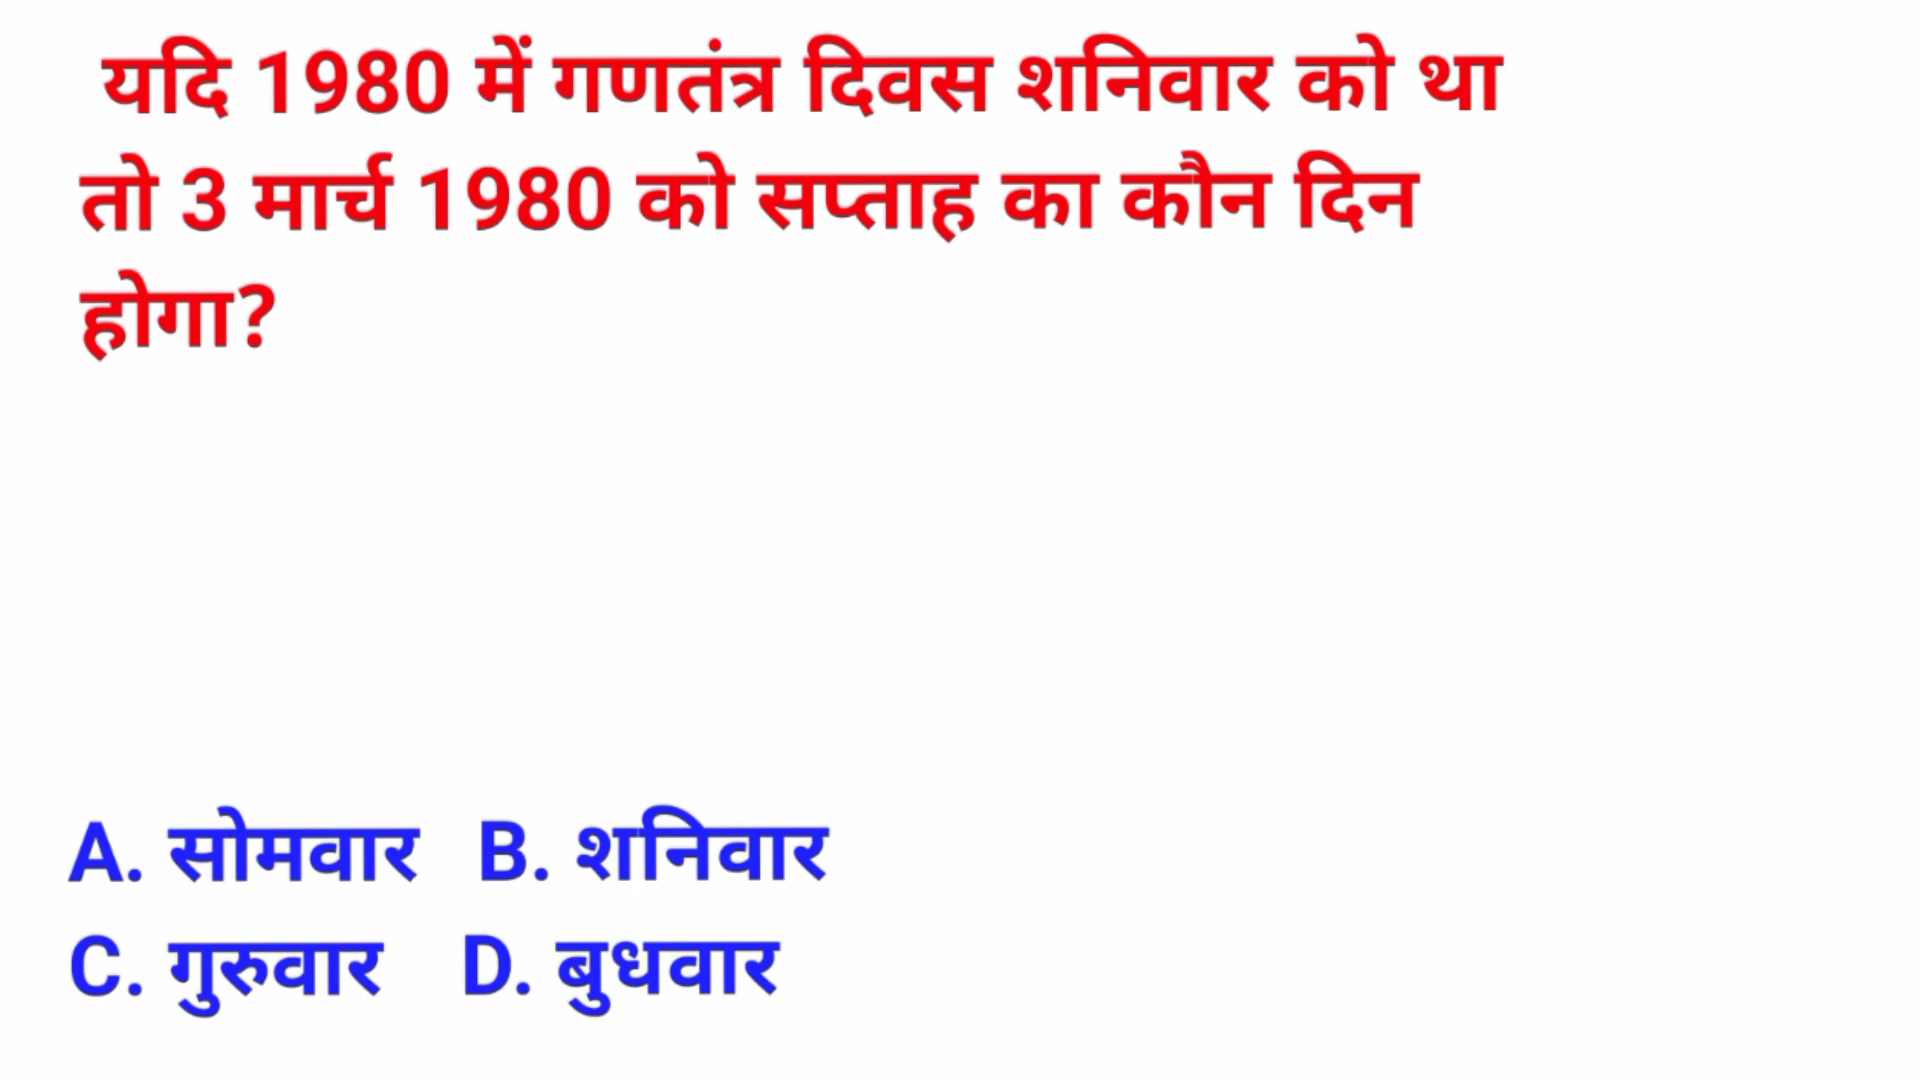 यदि 1980 में गणतंत्र दिवस शनिवार को था
तो 3 मार्च 1980 को सप्ताह का कौन दिन
होगा?
A. सोमवार B. शनिवार
C. गुरुवार D. बुधवार